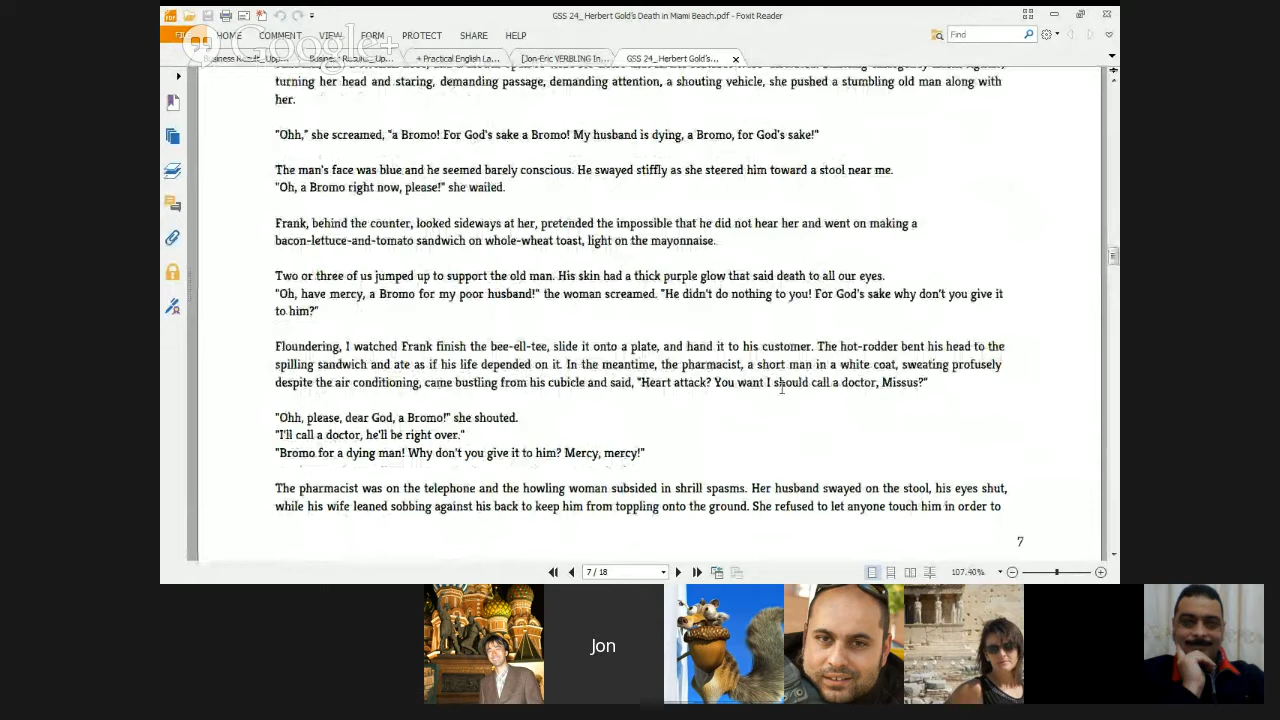 GSS 24_Herbert Gold's Death in Miami Beach.pdf - Foxit Reader
FILE HOME COMMENT VIEW FORM PROTECT SHARE HELP
Google+
Find
Business Result_Upp... Business Result_Up... + Practical English La... [Jon-Eric VERBLING In... GSS 24_Herbert Gold's...
turning her head and staring, demanding passage, demanding attention, a shouting vehicle, she pushed a stumbling old man along with
her.
"Ohh," she screamed, "a Bromo! For God's sake a Bromo! My husband is dying, a Bromo, for God's sake!"
The man's face was blue and he seemed barely conscious. He swayed stiffly as she steered him toward a stool near me.
"Oh, a Bromo right now, please!" she wailed.
Frank, behind the counter, looked sideways at her, pretended the impossible that he did not hear her and went on making a
bacon-lettuce-and-tomato sandwich on whole-wheat toast, light on the mayonnaise.
Two or three of us jumped up to support the old man. His skin had a thick purple glow that said death to all our eyes.
"Oh, have mercy, a Bromo for my poor husband!" the woman screamed. "He didn't do nothing to you! For God's sake why don't you give it
to him?"
Floundering, I watched Frank finish the bee-ell-tee, slide it onto a plate, and hand it to his customer. The hot-rodder bent his head to the
spilling sandwich and ate as if his life depended on it. In the meantime, the pharmacist, a short man in a white coat, sweating profusely
despite the air conditioning, came bustling from his cubicle and said, "Heart attack? You want I should call a doctor, Missus?"
"Ohh, please, dear God, a Bromo!" she shouted.
"I'll call a doctor, he'll be right over."
"Bromo for a dying man! Why don't you give it to him? Mercy, mercy!"
The pharmacist was on the telephone and the howling woman subsided in shrill spasms. Her husband swayed on the stool, his eyes shut,
while his wife leaned sobbing against his back to keep him from toppling onto the ground. She refused to let anyone touch him in order to
7
7 / 18
107.40%
Jon